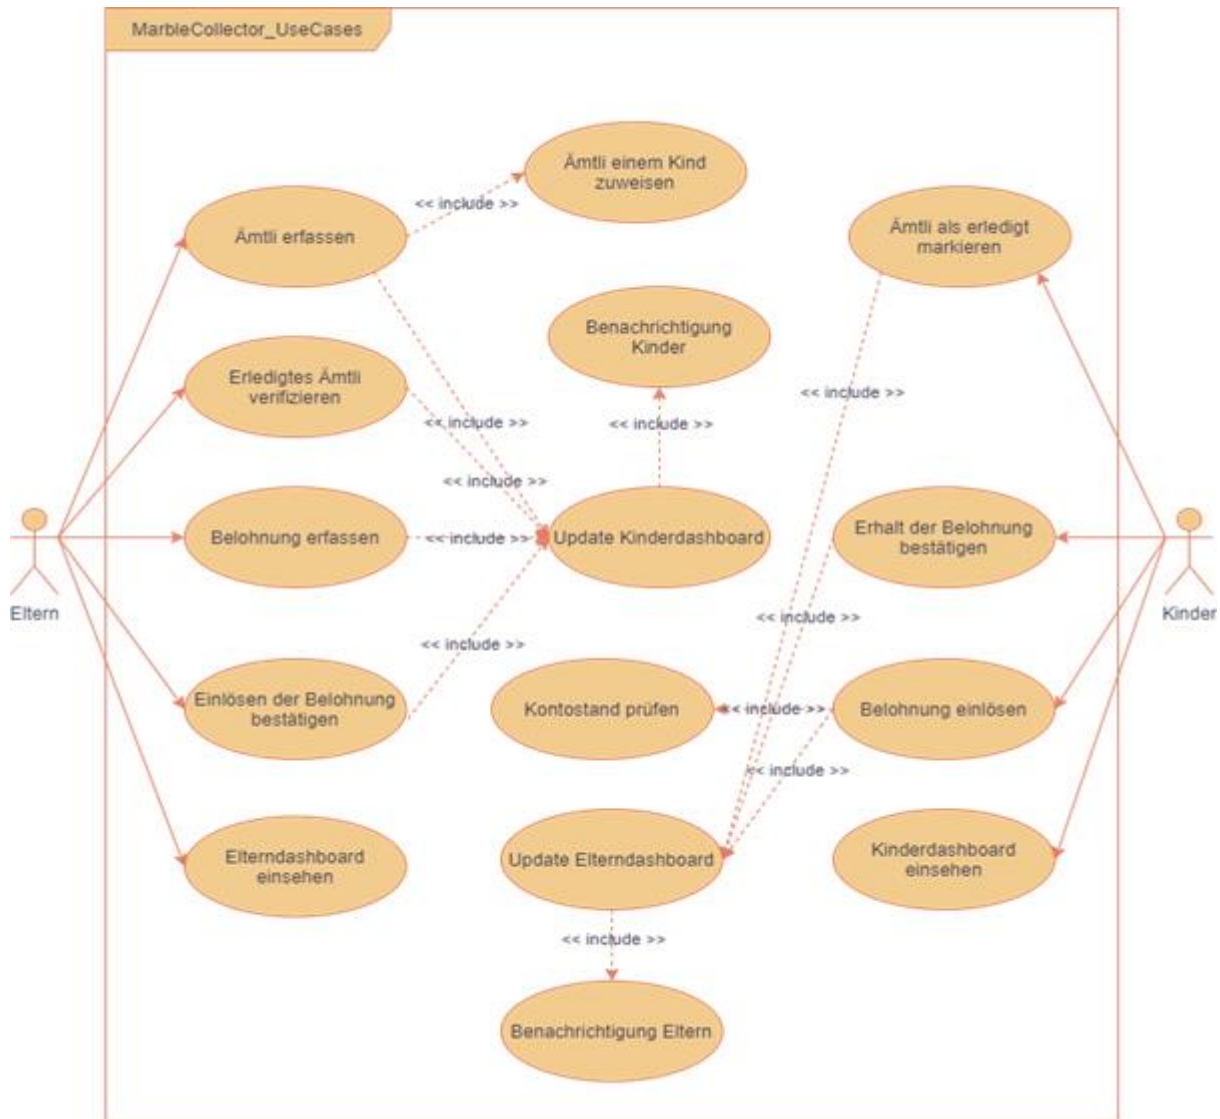 MarbleCollector_UseCases
Ämtli einem Kind
zuweisen
<< include >>
Ämtli erfassen
Ämtli als erledigt
markieren
Benachrichtigung
Kinder
Erledigtes Ämtli
verifizieren
<< include >>
<< include >>
<< include >>
<< include >>
<< include >>
Belohnung erfassen
<< include >>
Update Kinderdashboard
Erhalt der Belohnung
bestätigen
Eltern
Kinder
<< include >>
<< include >>
Einlösen der Belohnung
bestätigen
Kontostand prüfen
<< include >>
Belohnung einlösen
<< include >>
Elterndashboard
einsehen
Update Elterndashboard
Kinderdashboard
einsehen
<< include >>
Benachrichtigung Eltern